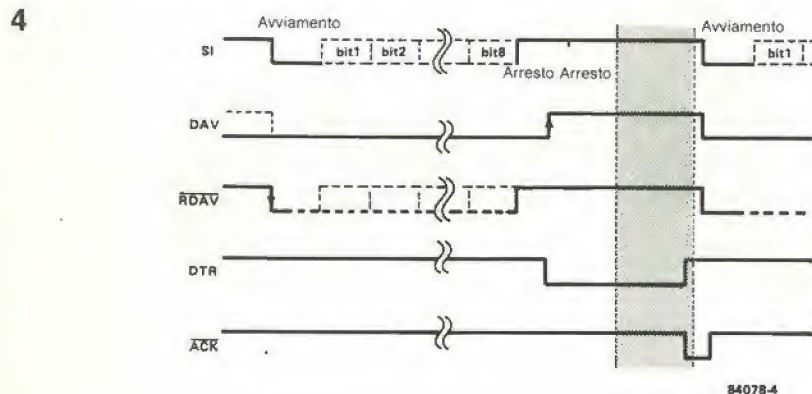 4
Avviamento
Avviamento
SI
bit1
bit2
bit8
bit1
Arresto Arresto
DAV
RDAV
DTR
ACK
84078-4